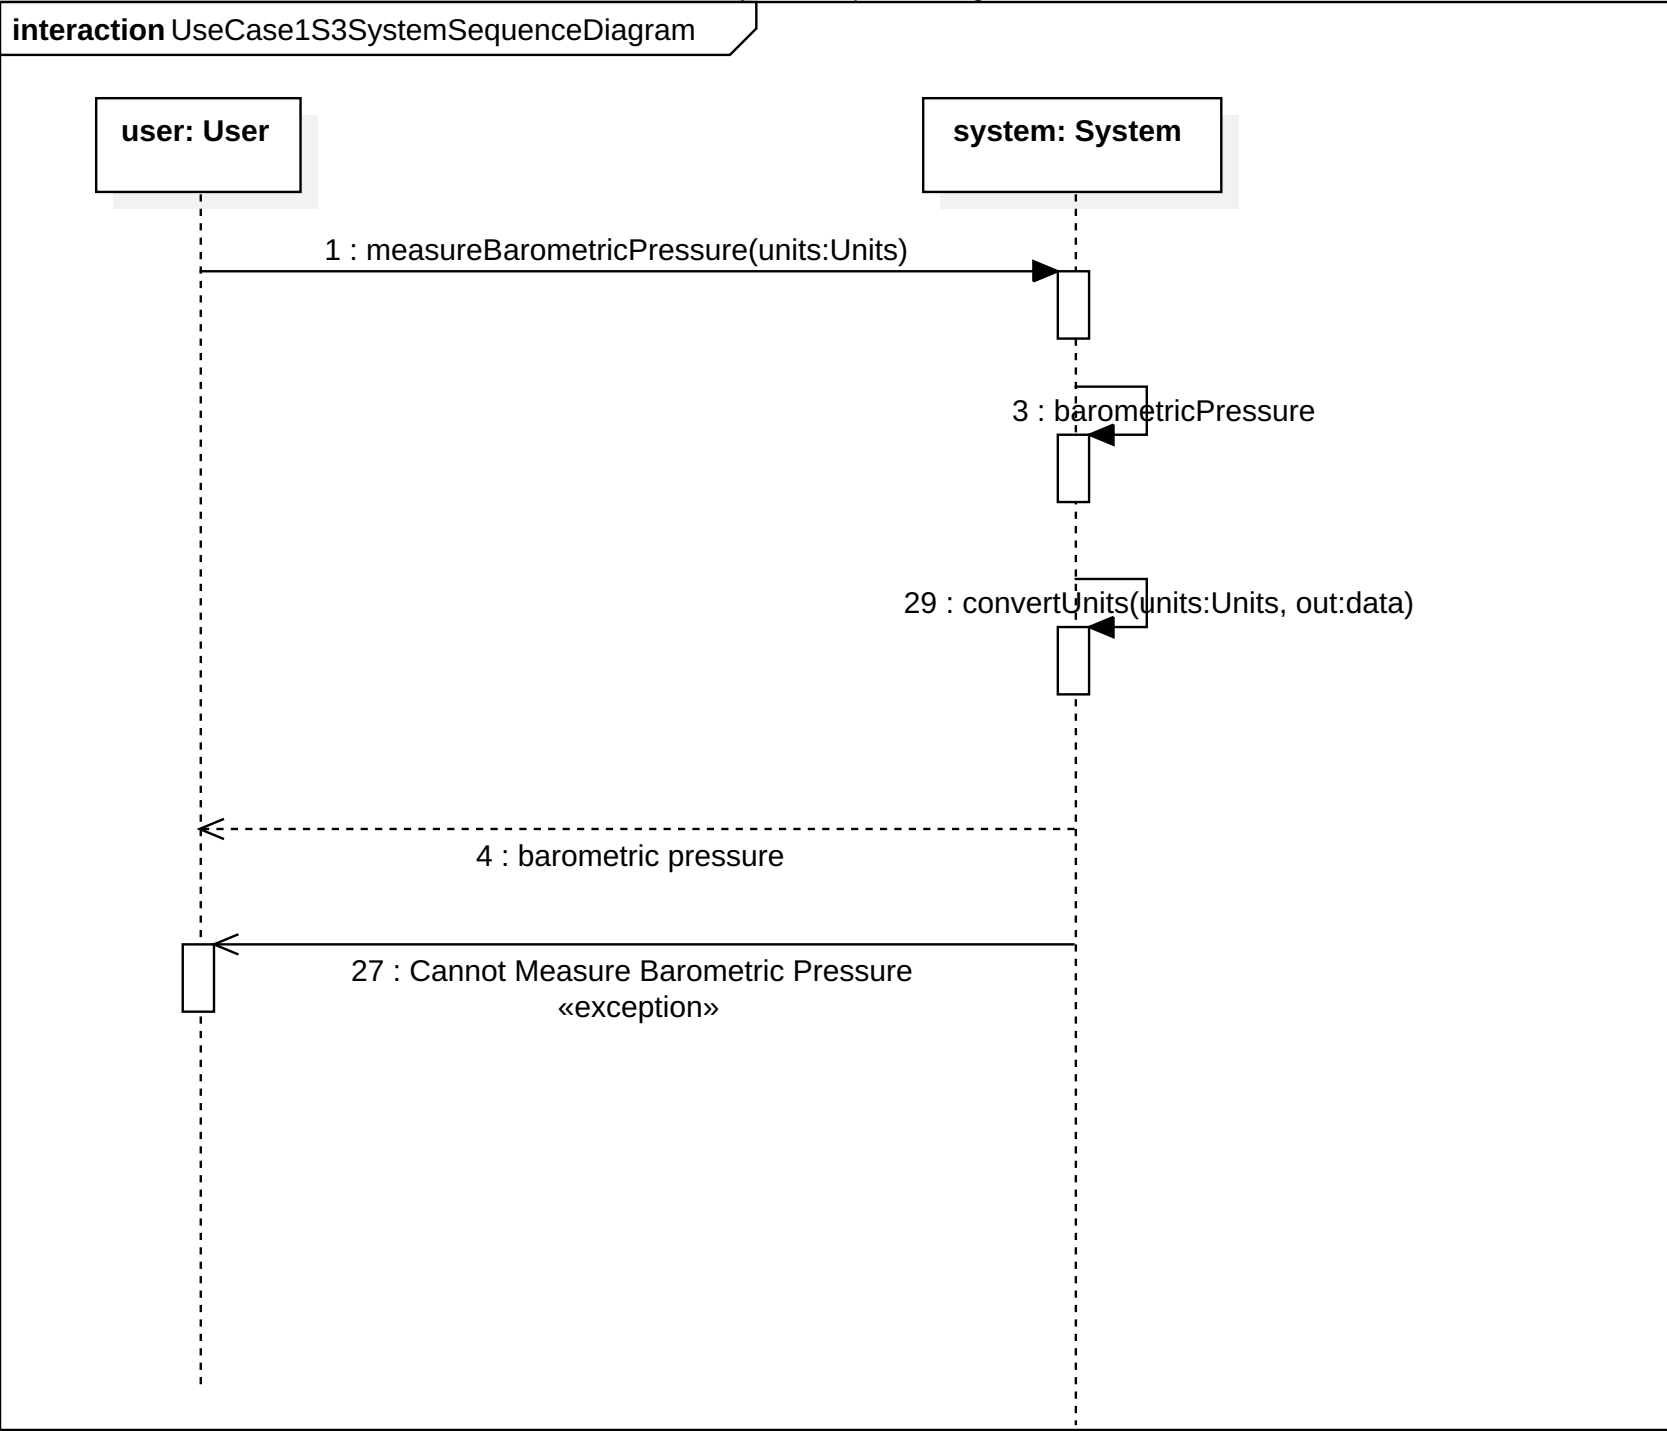 interaction UseCase1S3SystemSequenceDiagram
user: User
system: System
1 : measureBarometricPressure(units:Units)
3 : barometricPressure
29 : convertUnits(units:Units, out:data)
4 : barometric pressure
27 : Cannot Measure Barometric Pressure
«exception»